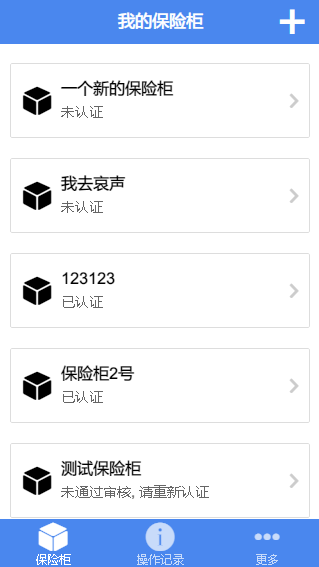 我的保险柜
一个新的保险柜
未认证
我去哀声
未认证
123123
已认证
保险柜2号
已认证
测试保险柜
未通过审核, 请重新认证
保险柜
操作记录
更多